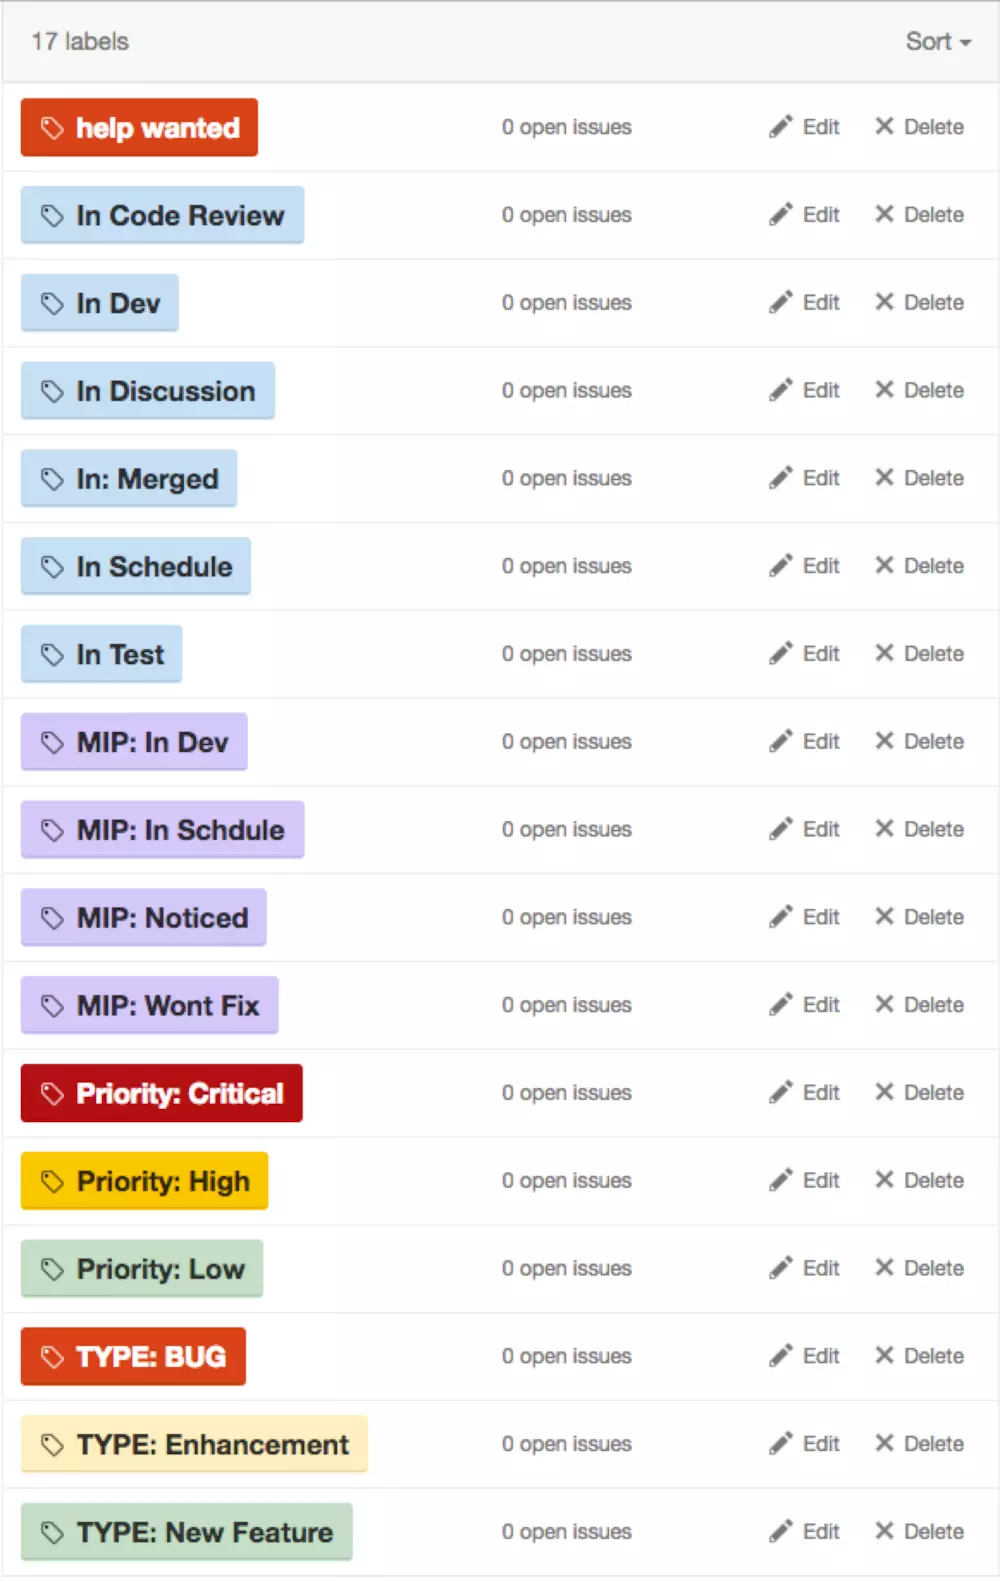 17 labels Sort
help wanted 0 open issues Edit Delete
In Code Review 0 open issues Edit Delete
In Dev 0 open issues Edit Delete
In Discussion 0 open issues Edit Delete
In: Merged 0 open issues Edit Delete
In Schedule 0 open issues Edit Delete
In Test 0 open issues Edit Delete
MIP: In Dev 0 open issues Edit Delete
MIP: In Schdule 0 open issues Edit Delete
MIP: Noticed 0 open issues Edit Delete
MIP: Wont Fix 0 open issues Edit Delete
Priority: Critical 0 open issues Edit Delete
Priority: High 0 open issues Edit Delete
Priority: Low 0 open issues Edit Delete
TYPE: BUG 0 open issues Edit Delete
TYPE: Enhancement 0 open issues Edit Delete
TYPE: New Feature 0 open issues Edit Delete